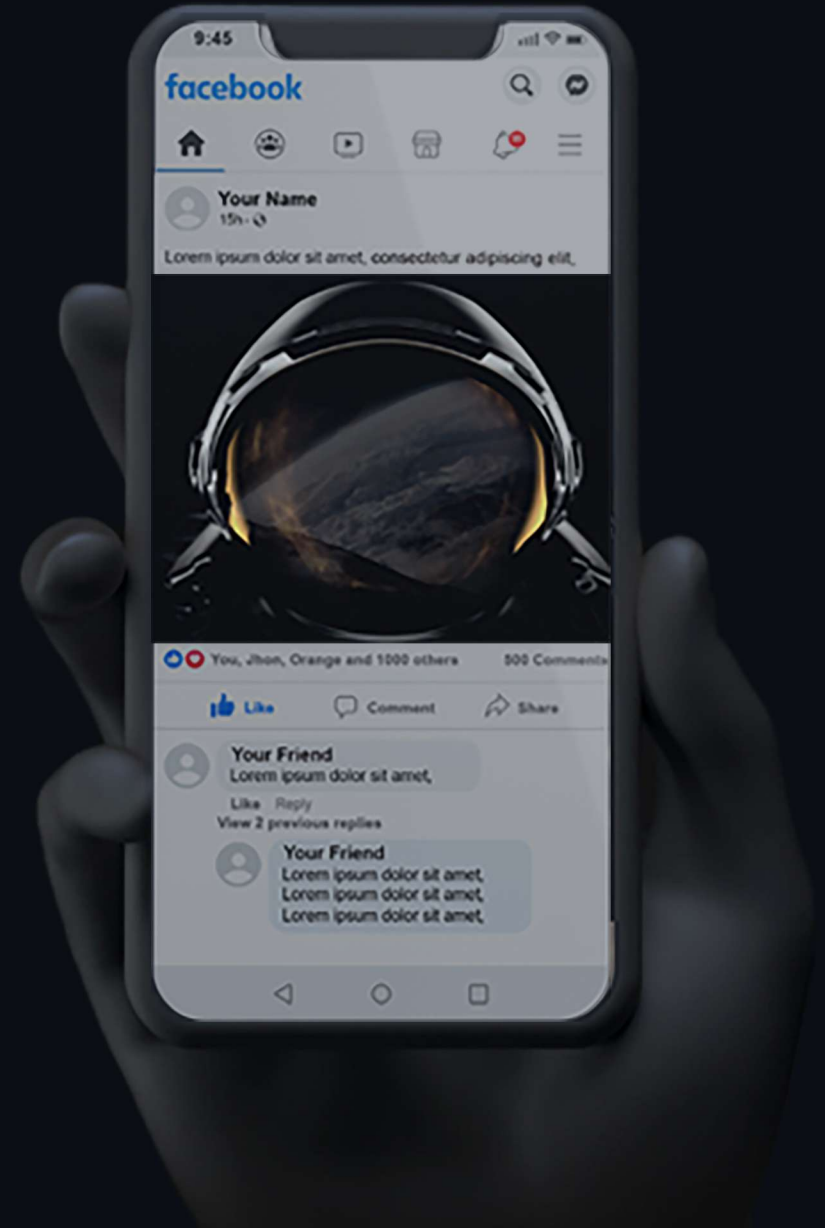 9:45
facebook
Your Name
15h ·
Lorem ipsum dolor sit amet, consectetur adipiscing elit,
You, Jhon, Orange and 1000 others 500 Comments
Like Comment Share
Your Friend
Lorem ipsum dolor sit amet,
Like Reply
View 2 previous replies
Your Friend
Lorem ipsum dolor sit amet,
Lorem ipsum dolor sit amet,
Lorem ipsum dolor sit amet,